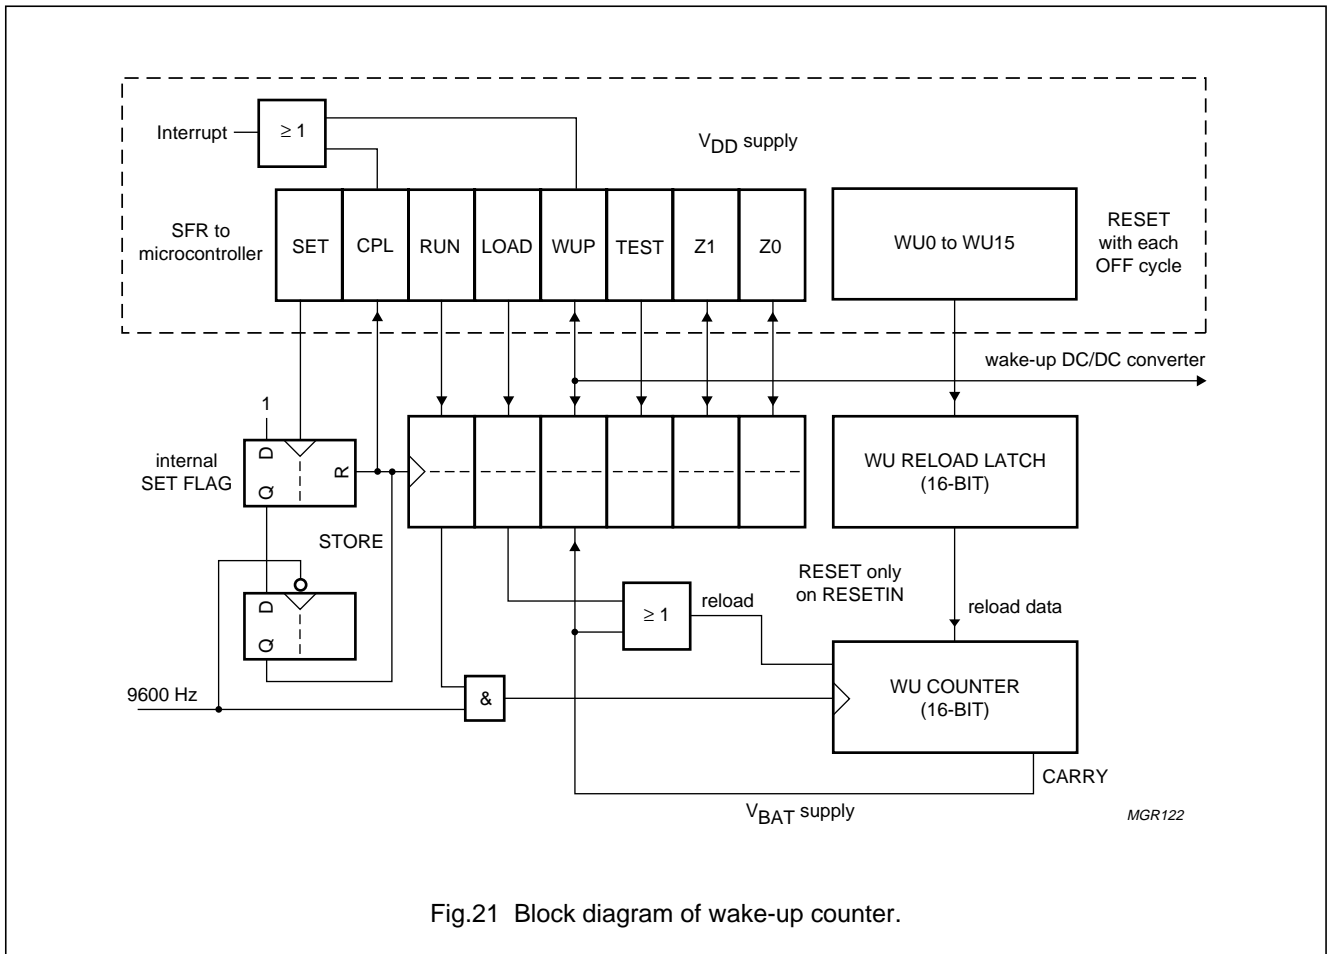 Interrupt
≥ 1
VDD supply
SFR to
microcontroller
SET
CPL
RUN
LOAD
WUP
TEST
Z1
Z0
WU0 to WU15
RESET
with each
OFF cycle
wake-up DC/DC converter
1
internal
SET FLAG
D
Q
R
WU RELOAD LATCH
(16-BIT)
STORE
D
Q
≥ 1
reload
RESET only
on RESETIN
reload data
9600 Hz
&
WU COUNTER
(16-BIT)
CARRY
VBAT supply
MGR122
Fig.21 Block diagram of wake-up counter.